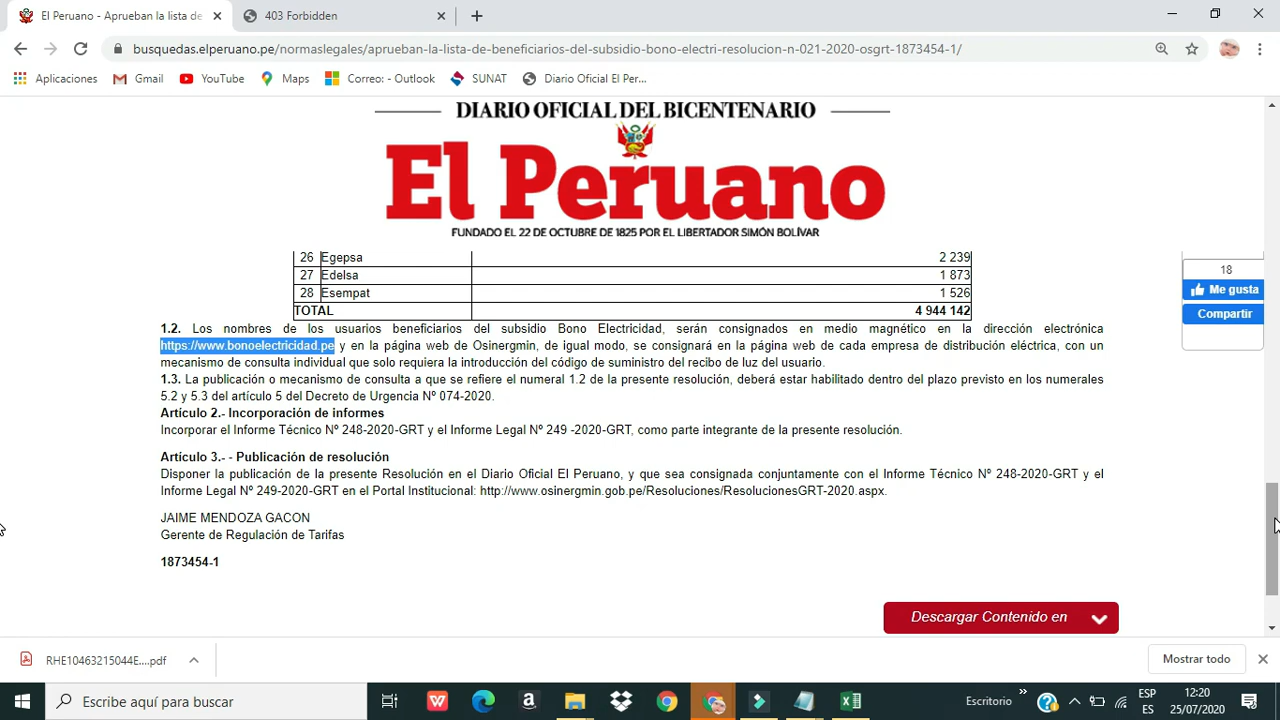 El Peruano - Aprueban la lista de
403 Forbidden
busquedas.elperuano.pe/normaslegales/aprueban-la-lista-de-beneficiarios-del-subsidio-bono-electri-resolucion-n-021-2020-osgrt-1873454-1/
Aplicaciones
Gmail
YouTube
Maps
Correo: - Outlook
SUNAT
Diario Oficial El Per...
DIARIO OFICIAL DEL BICENTENARIO
El Peruano
FUNDADO EL 22 DE OCTUBRE DE 1825 POR EL LIBERTADOR SIMÓN BOLÍVAR
26 Egepsa 2 239
27 Edelsa 1 873
28 Esempat 1 526
TOTAL 4 944 142
18
Me gusta
Compartir
1.2. Los nombres de los usuarios beneficiarios del subsidio Bono Electricidad, serán consignados en medio magnético en la dirección electrónica
https://www.bonoelectricidad.pe y en la página web de Osinergmin, de igual modo, se consignará en la página web de cada empresa de distribución eléctrica, con un
mecanismo de consulta individual que solo requiera la introducción del código de suministro del recibo de luz del usuario.
1.3. La publicación o mecanismo de consulta a que se refiere el numeral 1.2 de la presente resolución, deberá estar habilitado dentro del plazo previsto en los numerales
5.2 y 5.3 del artículo 5 del Decreto de Urgencia Nº 074-2020.
Artículo 2.- Incorporación de informes
Incorporar el Informe Técnico Nº 248-2020-GRT y el Informe Legal Nº 249 -2020-GRT, como parte integrante de la presente resolución.
Artículo 3.- - Publicación de resolución
Disponer la publicación de la presente Resolución en el Diario Oficial El Peruano, y que sea consignada conjuntamente con el Informe Técnico Nº 248-2020-GRT y el
Informe Legal Nº 249-2020-GRT en el Portal Institucional: http://www.osinergmin.gob.pe/Resoluciones/ResolucionesGRT-2020.aspx.
JAIME MENDOZA GACON
Gerente de Regulación de Tarifas
1873454-1
Descargar Contenido en
RHE10463215044E....pdf
Mostrar todo
Escribe aquí para buscar
Escritorio
ESP
ES
12:20
25/07/2020